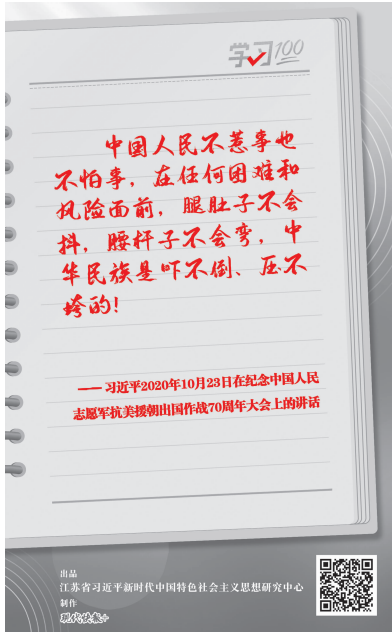 学习100
中国人民不惹事也
不怕事，在任何困难和
风险面前，腿肚子不会
抖，腰杆子不会弯，中
华民族是吓不倒、压不
垮的！
—— 习近平2020年10月23日在纪念中国人民
志愿军抗美援朝出国作战70周年大会上的讲话
出品
江苏省习近平新时代中国特色社会主义思想研究中心
制作
现代快报+